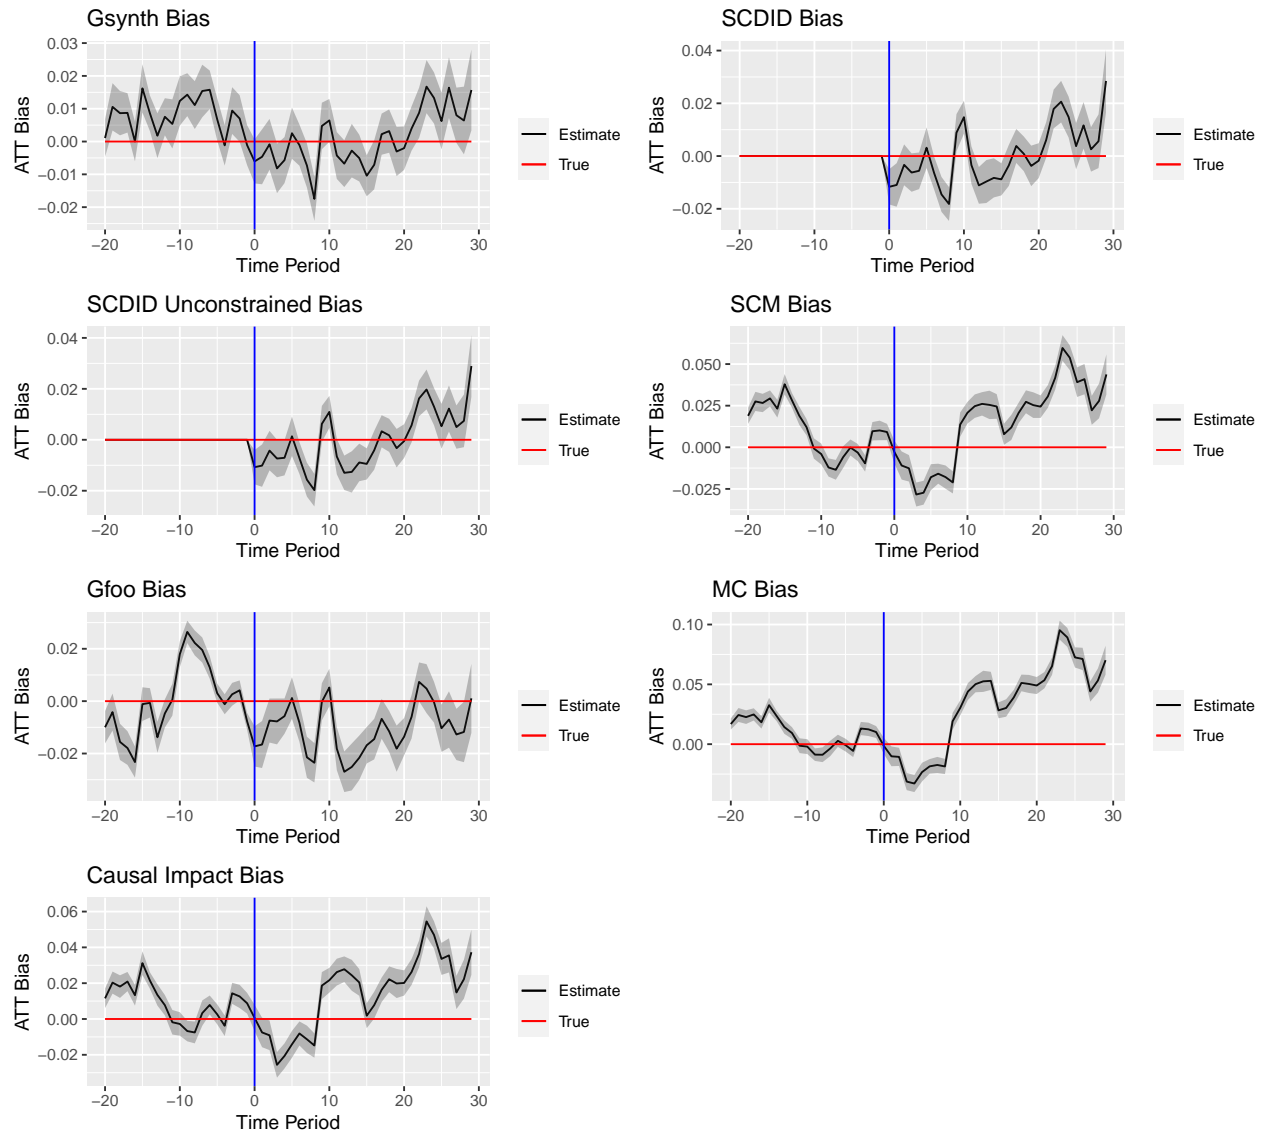 Gsynth Bias
ATT Bias
0.03
0.02
0.01
0.00
−0.01
−0.02
−20 −10 0 10 20 30
Time Period
Estimate
True
SCDID Bias
ATT Bias
0.04
0.02
0.00
−0.02
−20 −10 0 10 20 30
Time Period
Estimate
True
SCDID Unconstrained Bias
ATT Bias
0.04
0.02
0.00
−0.02
−20 −10 0 10 20 30
Time Period
Estimate
True
SCM Bias
ATT Bias
0.050
0.025
0.000
−0.025
−20 −10 0 10 20 30
Time Period
Estimate
True
Gfoo Bias
ATT Bias
0.02
0.00
−0.02
−20 −10 0 10 20 30
Time Period
Estimate
True
MC Bias
ATT Bias
0.10
0.05
0.00
−20 −10 0 10 20 30
Time Period
Estimate
True
Causal Impact Bias
ATT Bias
0.06
0.04
0.02
0.00
−0.02
−20 −10 0 10 20 30
Time Period
Estimate
True